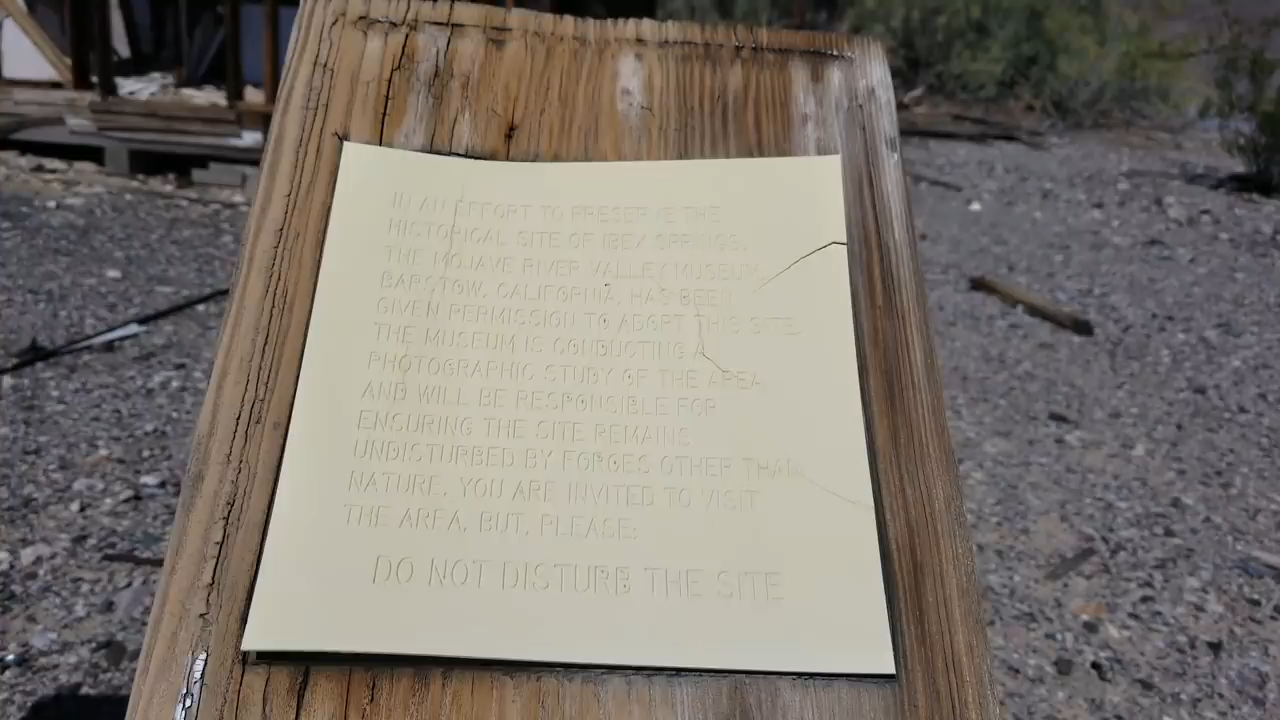 IN AN EFFORT TO PRESERVE THE
HISTORICAL SITE OF IBEX SPRINGS,
THE MOJAVE RIVER VALLEY MUSEUM,
BARSTOW, CALIFORNIA, HAS BEEN
GIVEN PERMISSION TO ADOPT THIS SITE.
THE MUSEUM IS CONDUCTING A
PHOTOGRAPHIC STUDY OF THE AREA
AND WILL BE RESPONSIBLE FOR
ENSURING THE SITE REMAINS
UNDISTURBED BY FORCES OTHER THAN
NATURE. YOU ARE INVITED TO VISIT
THE AREA, BUT, PLEASE:
DO NOT DISTURB THE SITE